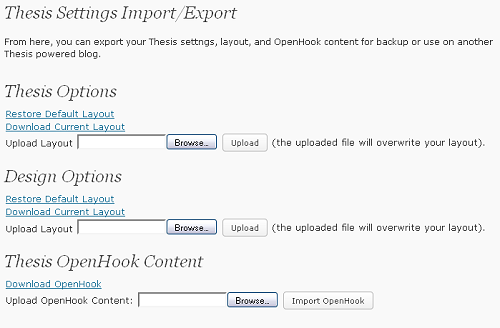 Thesis Settings Import/Export
From here, you can export your Thesis settngs, layout, and OpenHook content for backup or use on another
Thesis powered blog.
Thesis Options
Restore Default Layout
Download Current Layout
Upload Layout Browse... Upload (the uploaded file will overwrite your layout).
Design Options
Restore Default Layout
Download Current Layout
Upload Layout Browse... Upload (the uploaded file will overwrite your layout).
Thesis OpenHook Content
Download OpenHook
Upload OpenHook Content: Browse... Import OpenHook